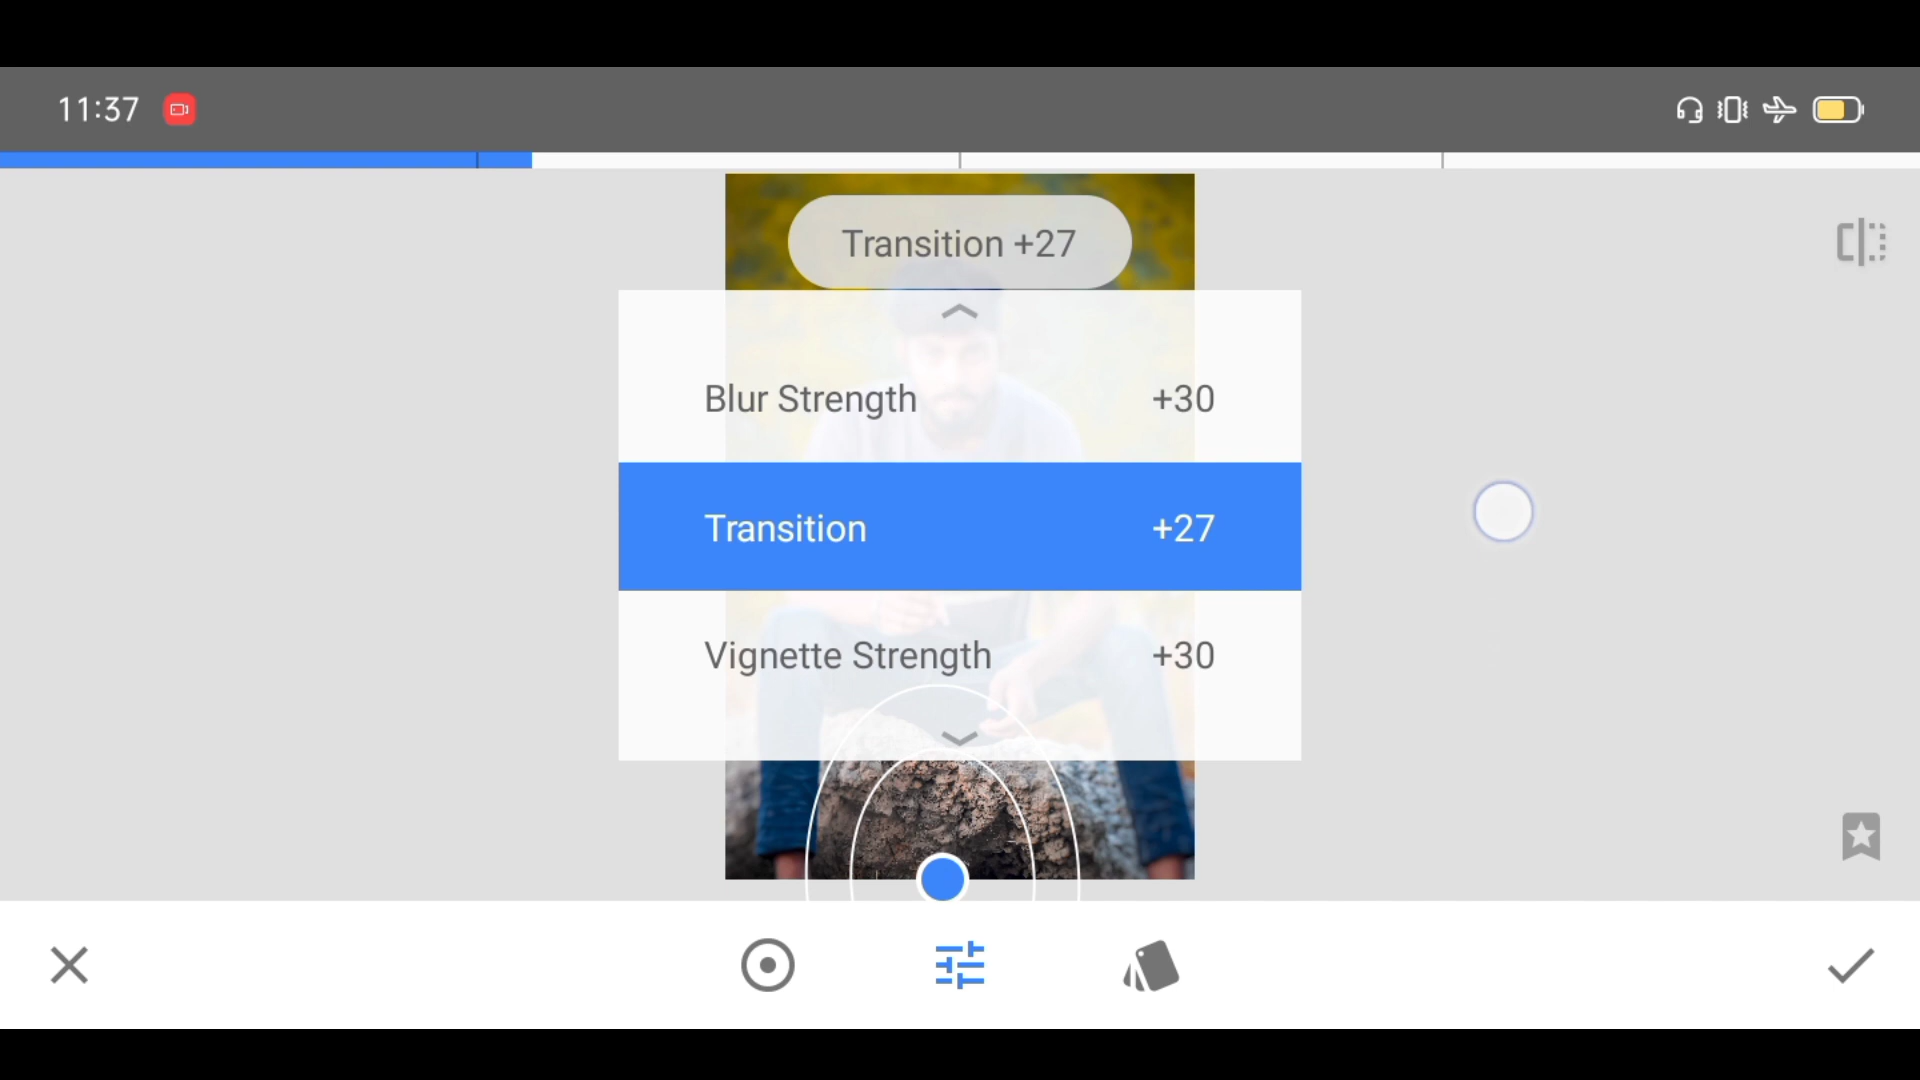 11:37
Transition +27
Blur Strength +30
Transition +27
Vignette Strength +30